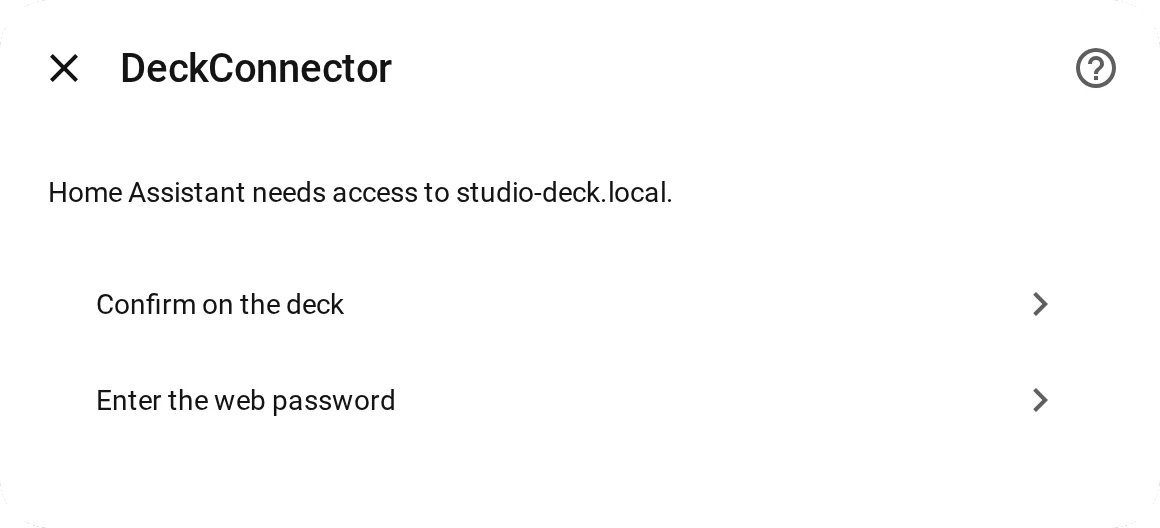 DeckConnector
Home Assistant needs access to studio-deck.local.
Confirm on the deck
Enter the web password